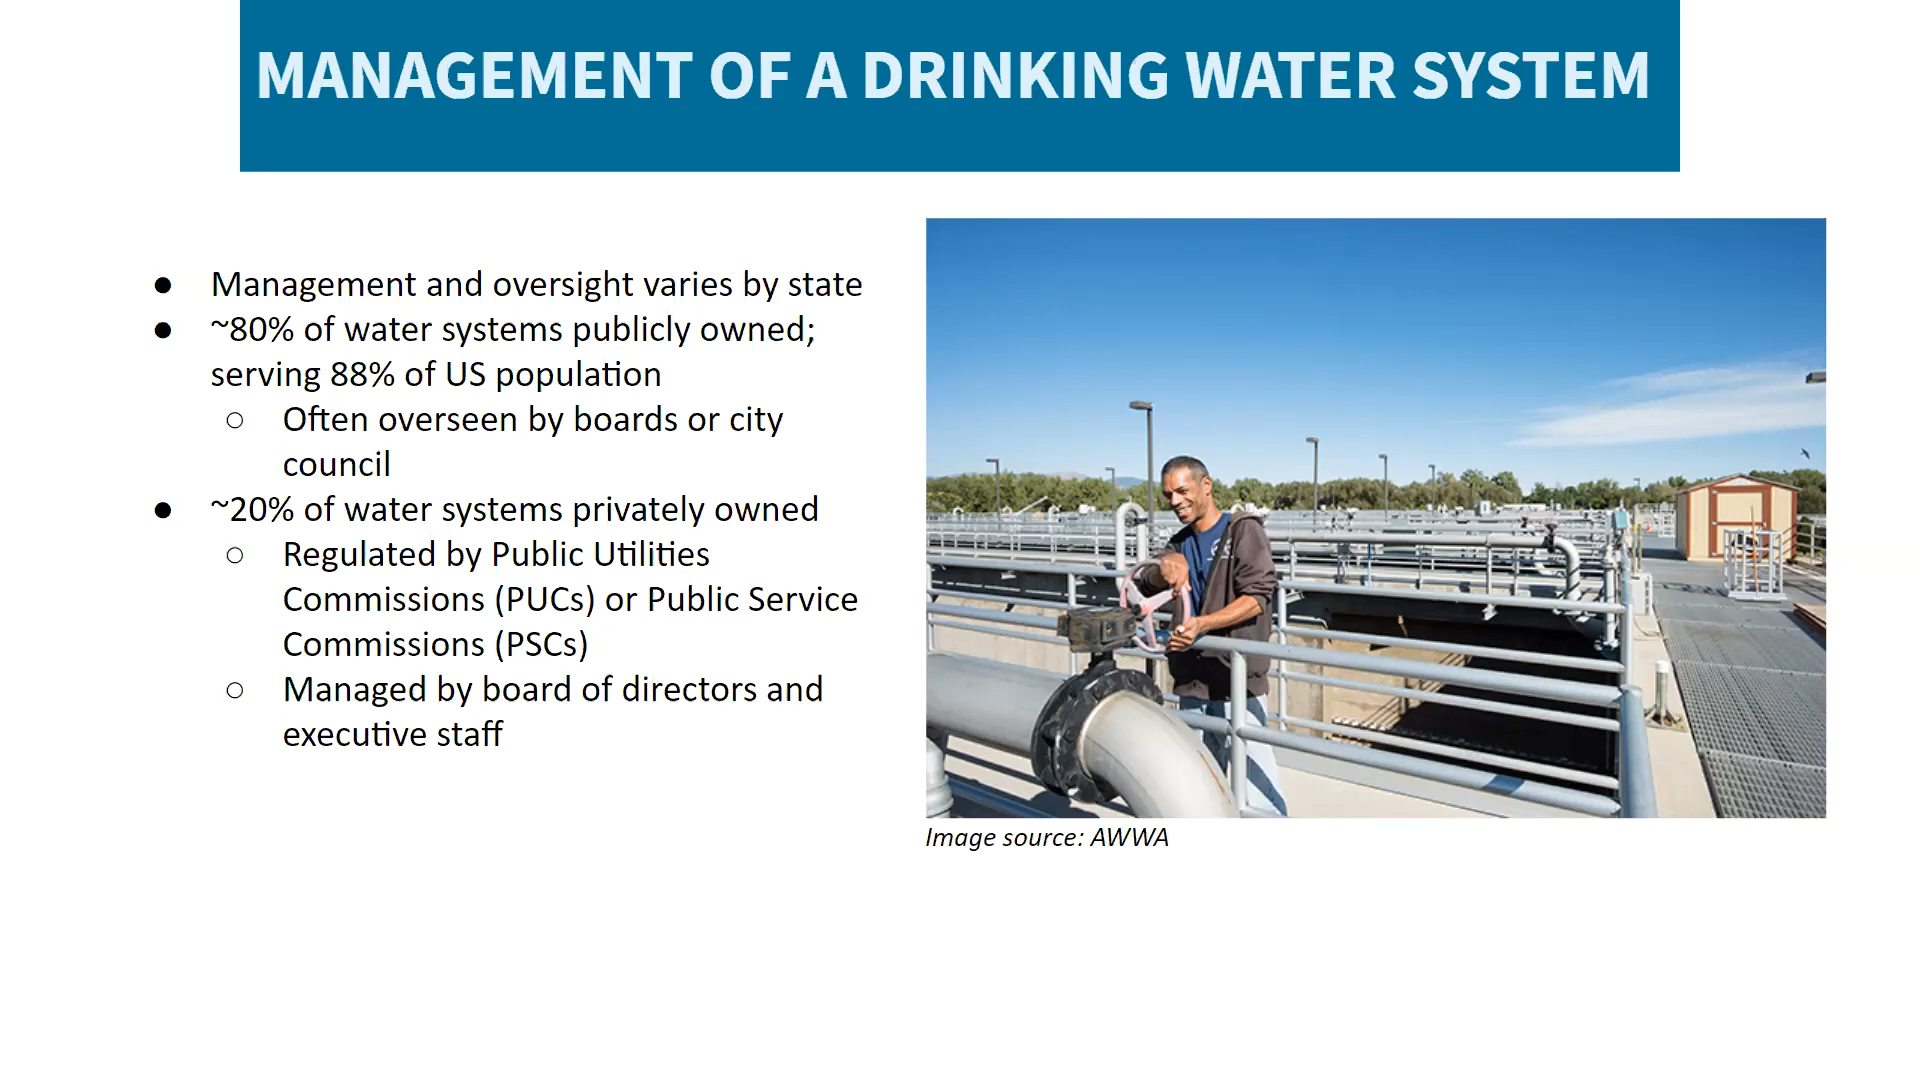 MANAGEMENT OF A DRINKING WATER SYSTEM
● Management and oversight varies by state
● ~80% of water systems publicly owned;
serving 88% of US population
○ Often overseen by boards or city
council
● ~20% of water systems privately owned
○ Regulated by Public Utilities
Commissions (PUCs) or Public Service
Commissions (PSCs)
○ Managed by board of directors and
executive staff
Image source: AWWA